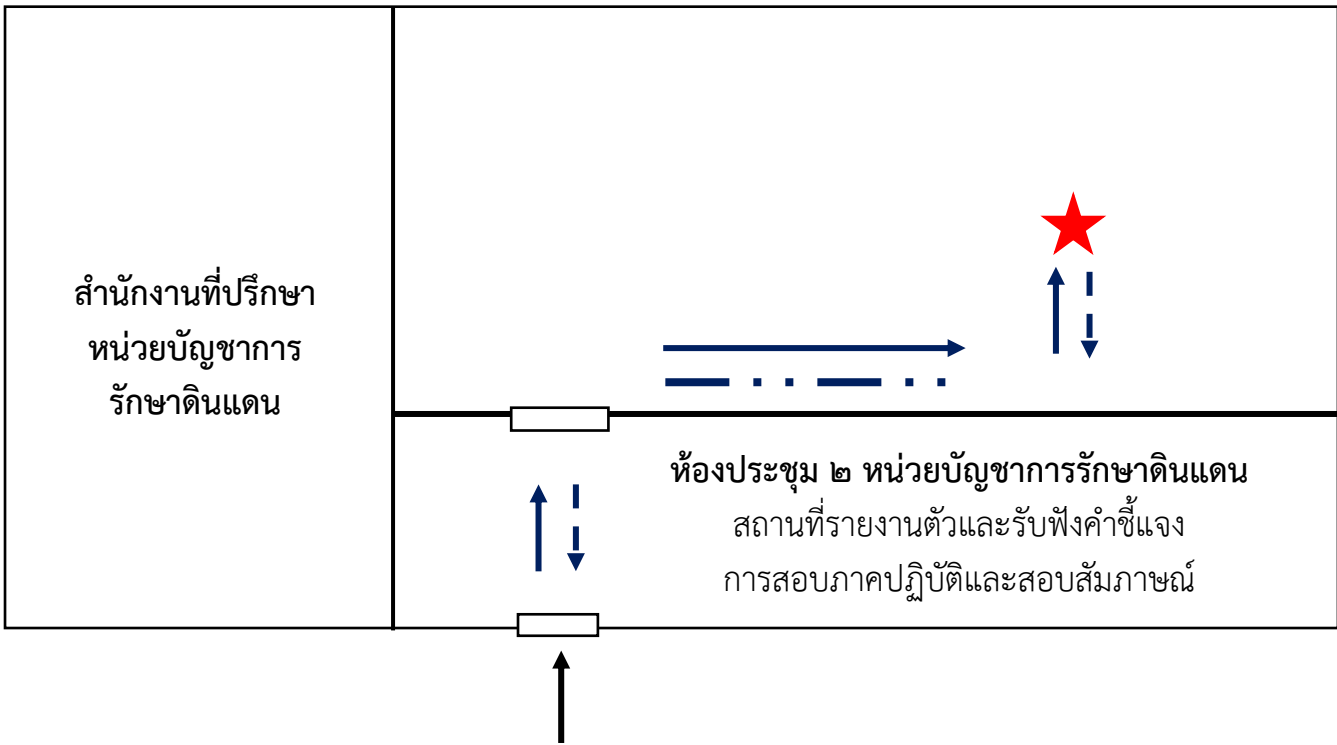 สำนักงานที่ปรึกษา
หน่วยบัญชาการ
รักษาดินแดน
ห้องประชุม ๒ หน่วยบัญชาการรักษาดินแดน
สถานที่รายงานตัวและรับฟังคำชี้แจง
การสอบภาคปฏิบัติและสอบสัมภาษณ์